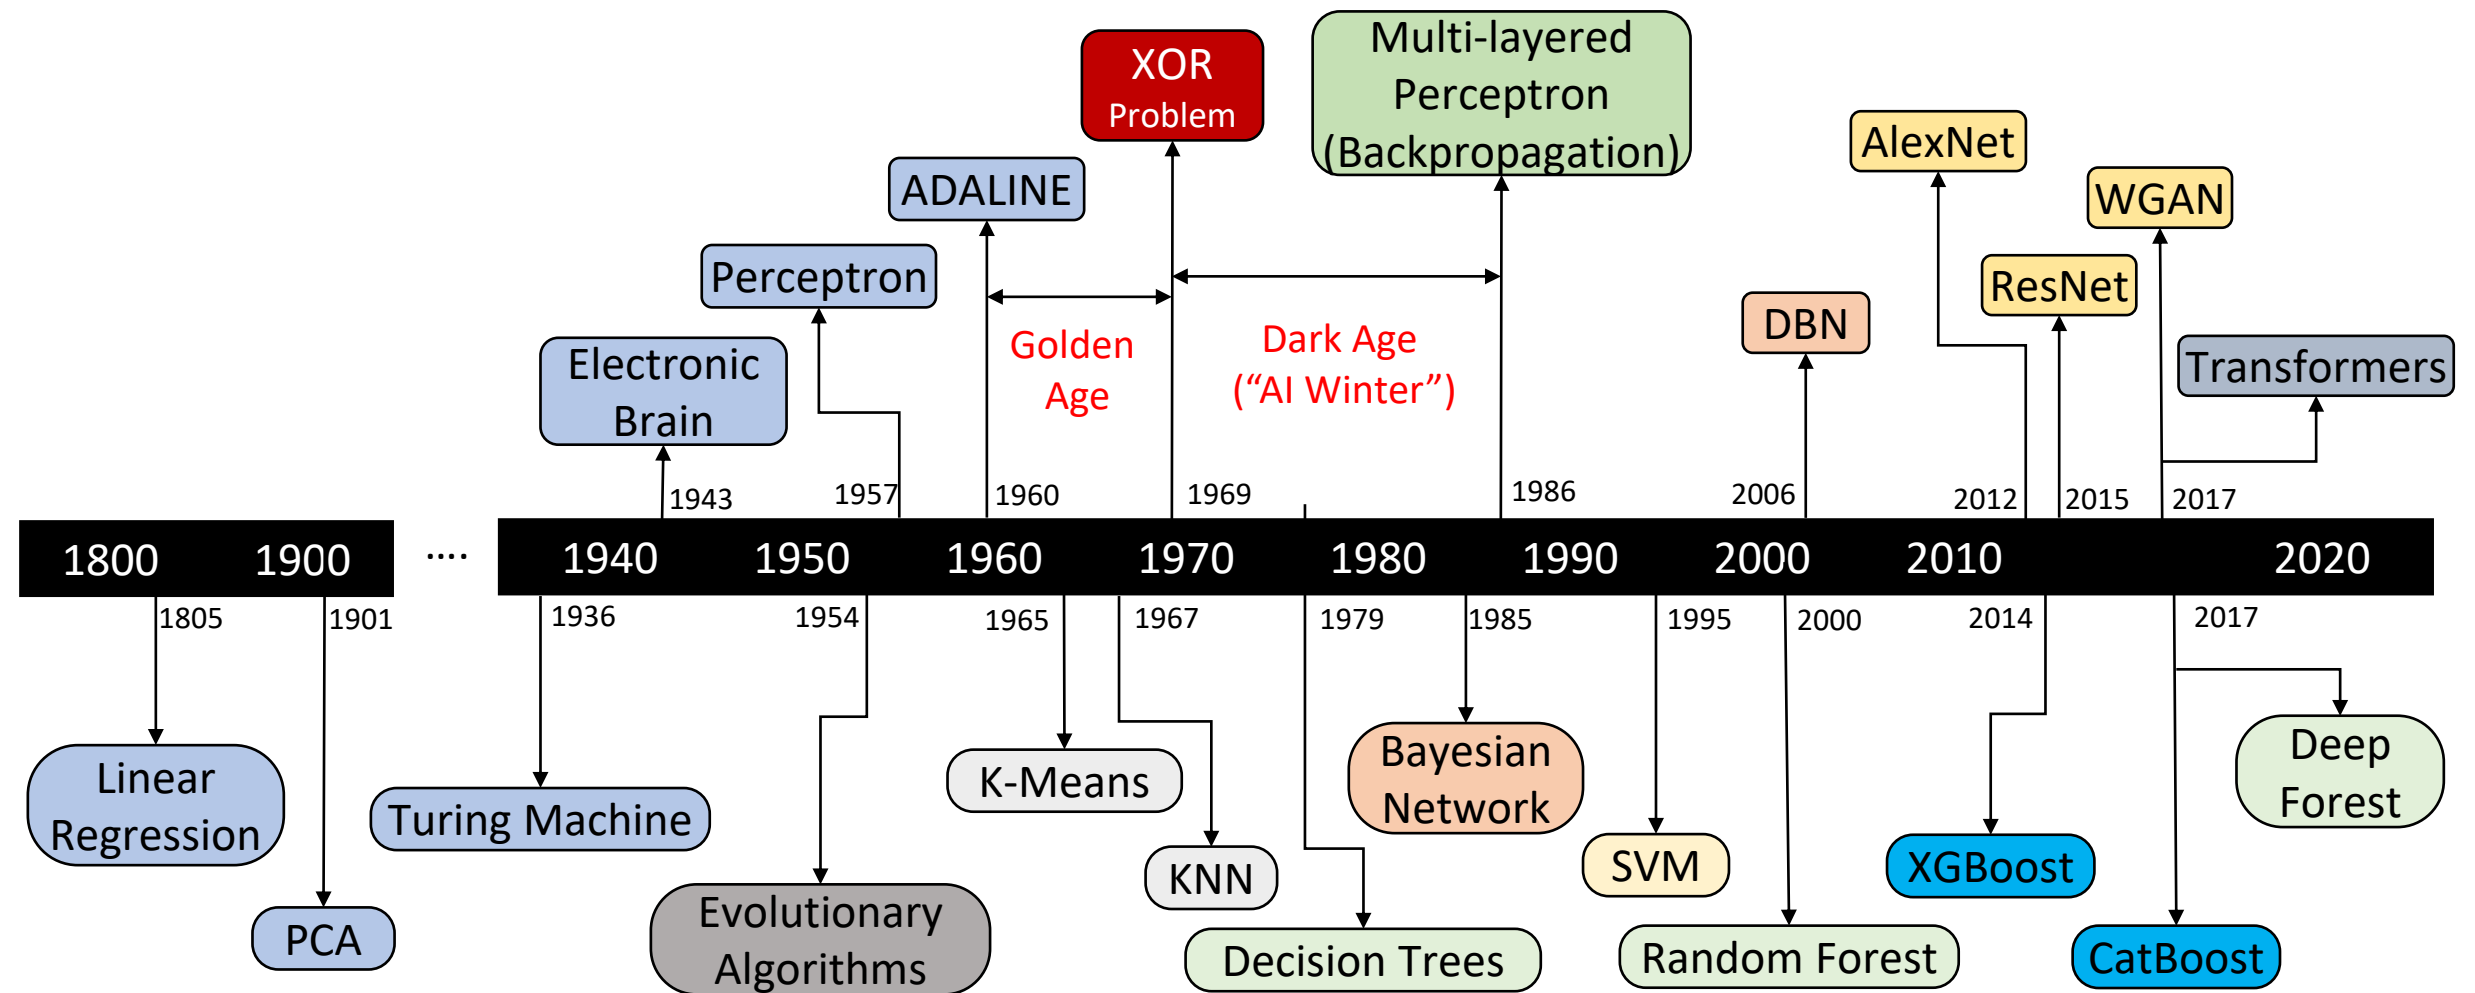 XOR
Problem
Multi-layered
Perceptron
(Backpropagation)
AlexNet
ADALINE
WGAN
Perceptron
ResNet
DBN
Golden
Age
Dark Age
(“AI Winter”)
Electronic
Brain
Transformers
1943
1957
1960
1969
1986
2006
2012
2015
2017
1800
1900
....
1940
1950
1960
1970
1980
1990
2000
2010
2020
1805
1901
1936
1954
1965
1967
1979
1985
1995
2000
2014
2017
Linear
Regression
PCA
Turing Machine
Evolutionary
Algorithms
K-Means
KNN
Decision Trees
Bayesian
Network
SVM
Random Forest
XGBoost
CatBoost
Deep
Forest